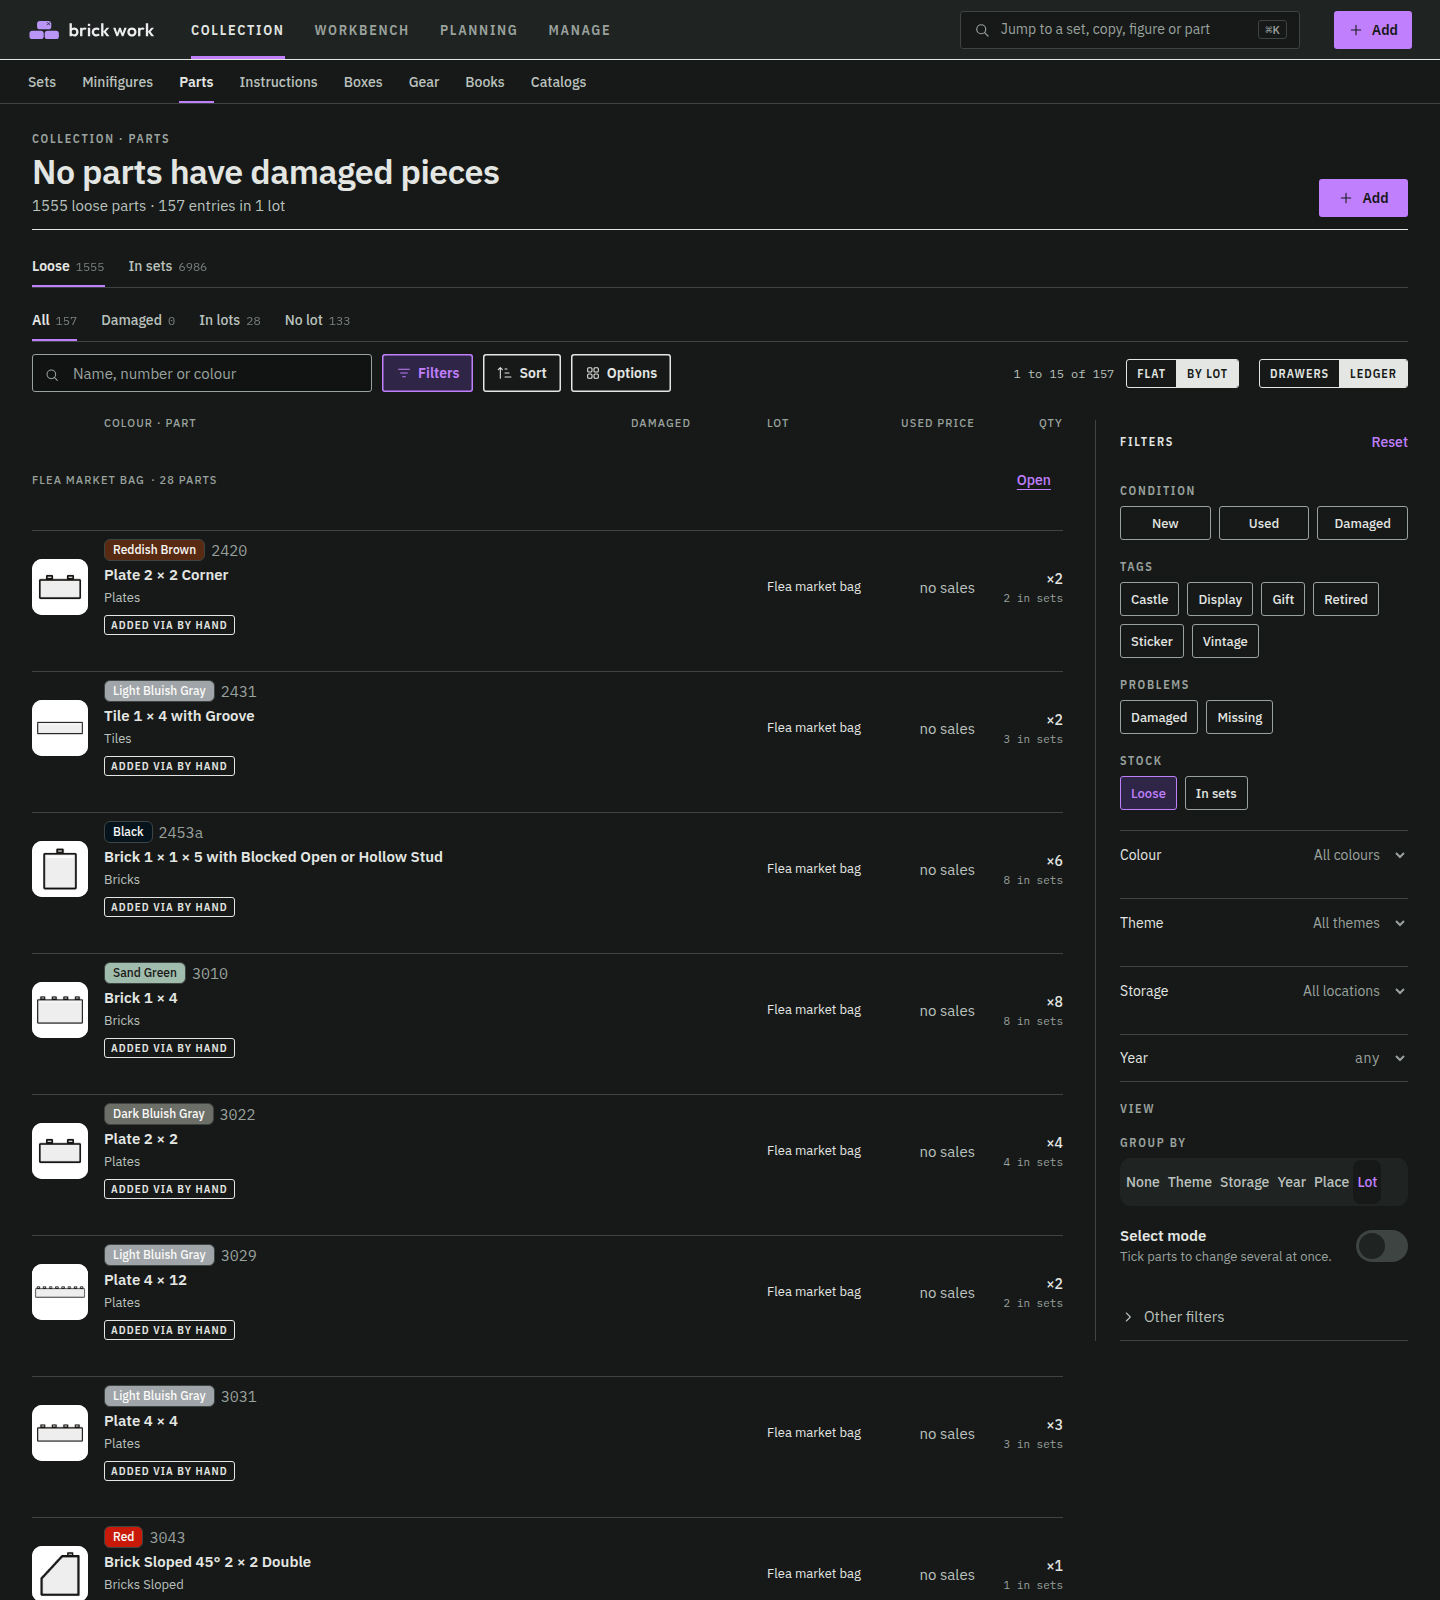 brick work
COLLECTION WORKBENCH PLANNING MANAGE
Jump to a set, copy, figure or part ⌘K
+ Add
Sets Minifigures Parts Instructions Boxes Gear Books Catalogs
COLLECTION · PARTS
No parts have damaged pieces
1555 loose parts · 157 entries in 1 lot
+ Add
Loose 1555 In sets 6986
All 157 Damaged 0 In lots 28 No lot 133
Name, number or colour
Filters Sort Options
1 to 15 of 157
FLAT BY LOT
DRAWERS LEDGER
COLOUR · PART DAMAGED LOT USED PRICE QTY
FLEA MARKET BAG · 28 PARTS Open
Reddish Brown 2420
Plate 2 × 2 Corner
Plates
ADDED VIA BY HAND
Flea market bag no sales ×2
2 in sets
Light Bluish Gray 2431
Tile 1 × 4 with Groove
Tiles
ADDED VIA BY HAND
Flea market bag no sales ×2
3 in sets
Black 2453a
Brick 1 × 1 × 5 with Blocked Open or Hollow Stud
Bricks
ADDED VIA BY HAND
Flea market bag no sales ×6
8 in sets
Sand Green 3010
Brick 1 × 4
Bricks
ADDED VIA BY HAND
Flea market bag no sales ×8
8 in sets
Dark Bluish Gray 3022
Plate 2 × 2
Plates
ADDED VIA BY HAND
Flea market bag no sales ×4
4 in sets
Light Bluish Gray 3029
Plate 4 × 12
Plates
ADDED VIA BY HAND
Flea market bag no sales ×2
2 in sets
Light Bluish Gray 3031
Plate 4 × 4
Plates
ADDED VIA BY HAND
Flea market bag no sales ×3
3 in sets
Red 3043
Brick Sloped 45° 2 × 2 Double
Bricks Sloped
Flea market bag no sales ×1
1 in sets
FILTERS Reset
CONDITION
New Used Damaged
TAGS
Castle Display Gift Retired
Sticker Vintage
PROBLEMS
Damaged Missing
STOCK
Loose In sets
Colour All colours
Theme All themes
Storage All locations
Year any
VIEW
GROUP BY
None Theme Storage Year Place Lot
Select mode
Tick parts to change several at once.
Other filters